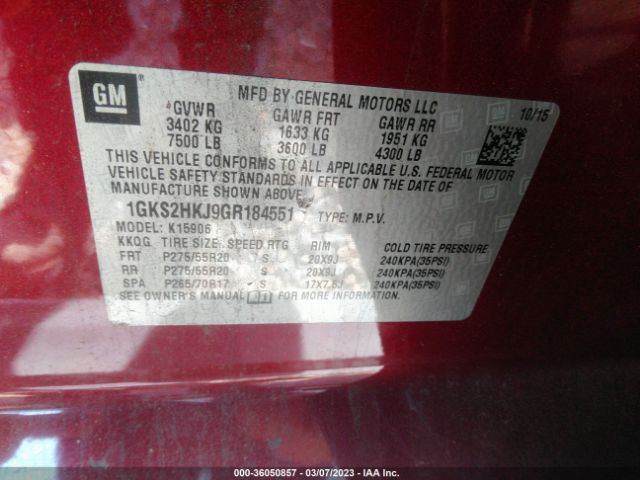 GM
MFD BY GENERAL MOTORS LLC
10/15
GVWR GAWR FRT GAWR RR
3402 KG 1633 KG 1951 KG
7500 LB 3600 LB 4300 LB
THIS VEHICLE CONFORMS TO ALL APPLICABLE U.S. FEDERAL MOTOR
VEHICLE SAFETY STANDARDS IN EFFECT ON THE DATE OF
MANUFACTURE SHOWN ABOVE.
1GKS2HKJ9GR184551 TYPE: M.P.V.
MODEL: K15906
KKQG TIRE SIZE SPEED RTG RIM COLD TIRE PRESSURE
FRT P275/55R20 S 20X9J 240KPA(35PSI)
RR P275/55R20 S 20X9J 240KPA(35PSI)
SPA P265/70R17 S 17X7.5J 240KPA(35PSI)
SEE OWNER'S MANUAL FOR MORE INFORMATION.
000-36050857 - 03/07/2023 - IAA Inc.